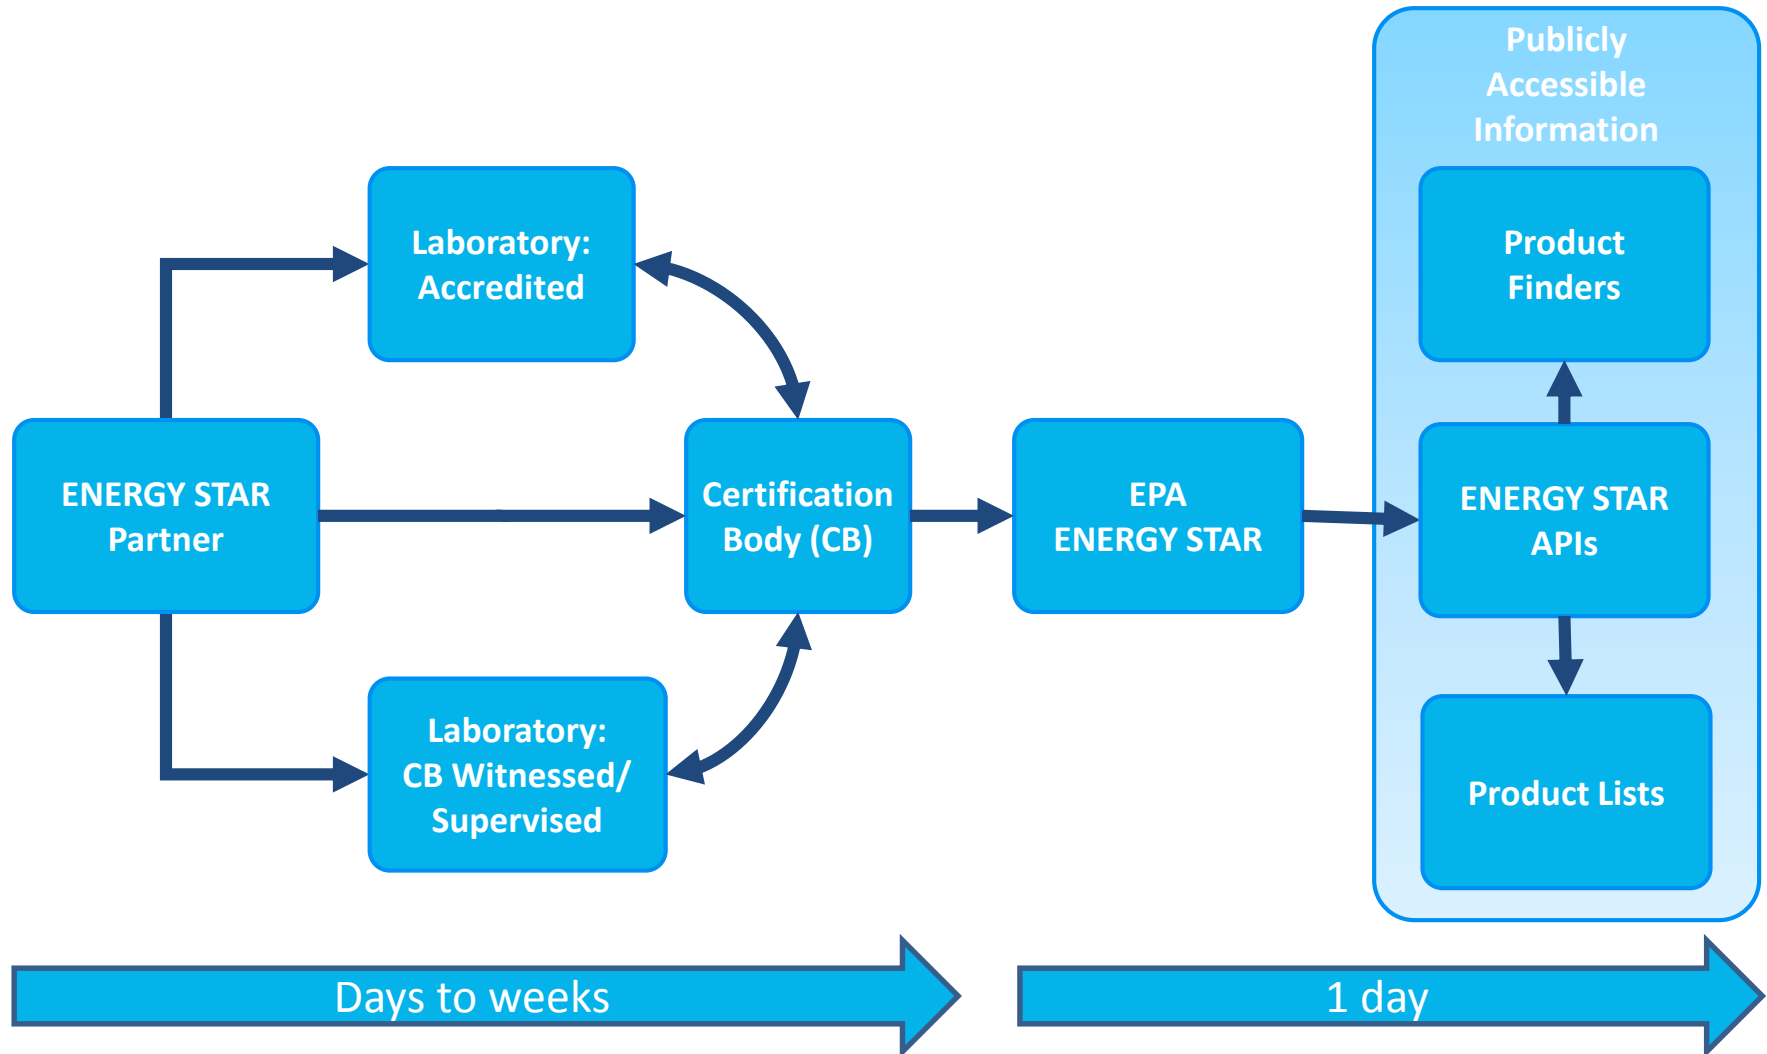 Publicly
Accessible
Information
Laboratory:
Accredited
Product
Finders
ENERGY STAR
Partner
Certification
Body (CB)
EPA
ENERGY STAR
ENERGY STAR
APIs
Laboratory:
CB Witnessed/
Supervised
Product Lists
Days to weeks
1 day